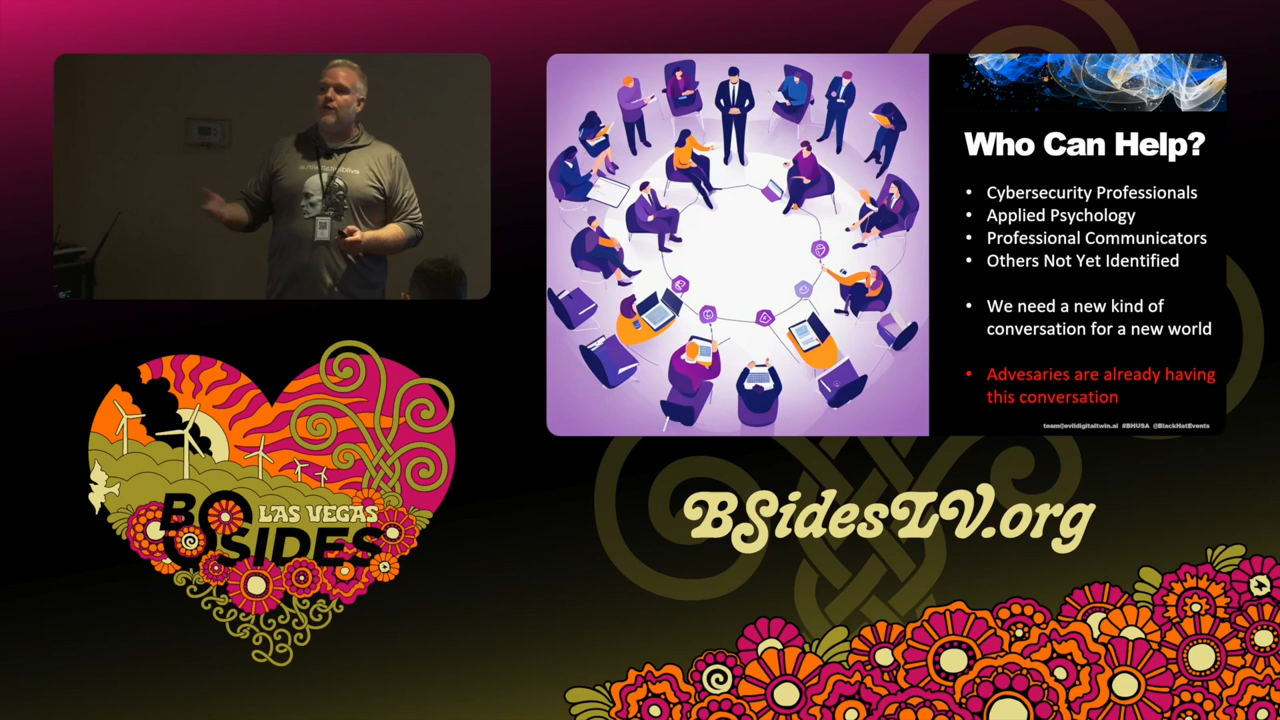 Who Can Help?
• Cybersecurity Professionals
• Applied Psychology
• Professional Communicators
• Others Not Yet Identified
• We need a new kind of
conversation for a new world
• Advesaries are already having
this conversation
team@evildigitaltwin.ai #BHUSA @BlackHatEvents
LAS VEGAS
BSidesLV.org